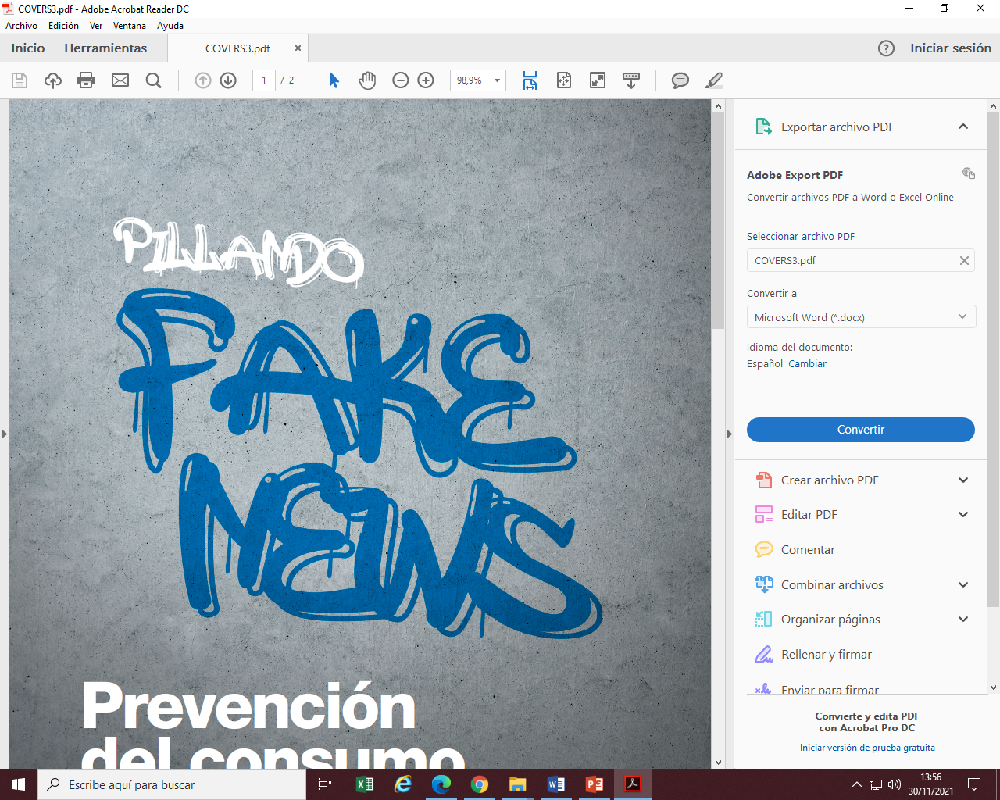 COVERS3.pdf - Adobe Acrobat Reader DC
Archivo Edición Ver Ventana Ayuda
Inicio Herramientas COVERS3.pdf × ? Iniciar sesión
1 / 2 98,9%
PILLANDO
FAKE
NEWS
Prevención
del consumo
Exportar archivo PDF
Adobe Export PDF
Convertir archivos PDF a Word o Excel Online
Seleccionar archivo PDF
COVERS3.pdf
Convertir a
Microsoft Word (*.docx)
Idioma del documento:
Español Cambiar
Convertir
Crear archivo PDF
Editar PDF
Comentar
Combinar archivos
Organizar páginas
Rellenar y firmar
Enviar para firmar
Convierte y edita PDF
con Acrobat Pro DC
Iniciar versión de prueba gratuita
Escribe aquí para buscar
13:56
30/11/2021